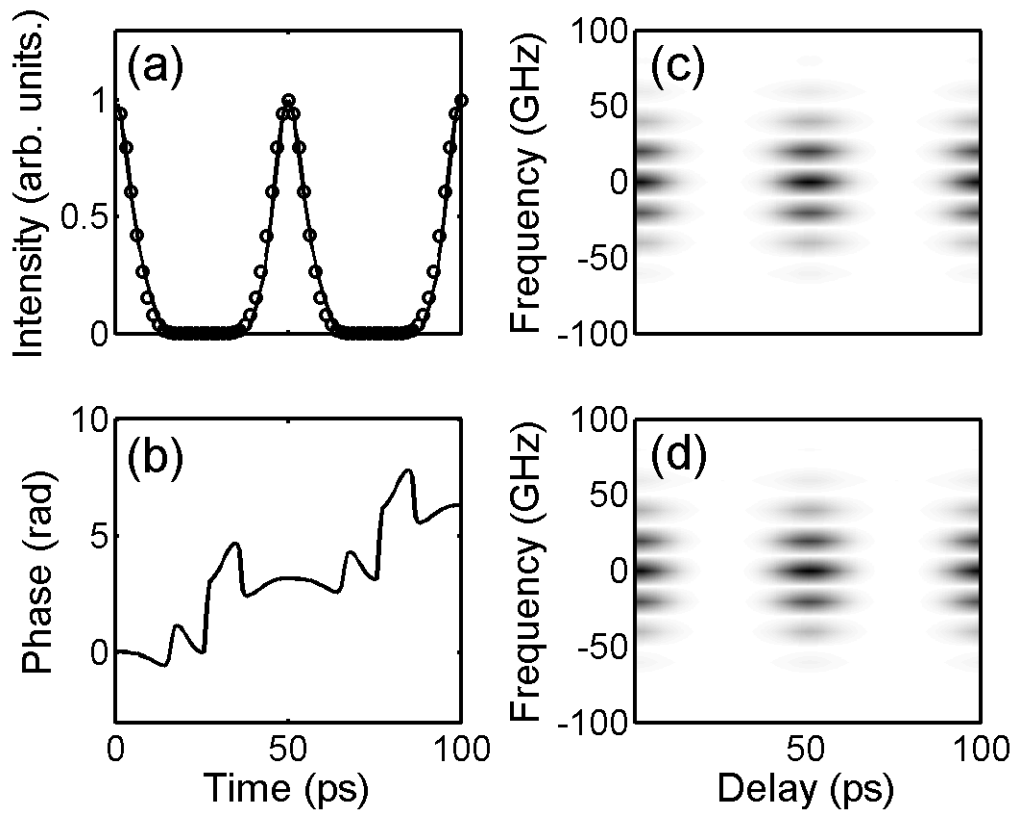 (a)
Intensity (arb. units.)
1
0.5
0
(b)
Phase (rad)
10
5
0
0
50
100
Time (ps)
(c)
Frequency (GHz)
100
50
0
-50
-100
(d)
Frequency (GHz)
100
50
0
-50
-100
50
100
Delay (ps)